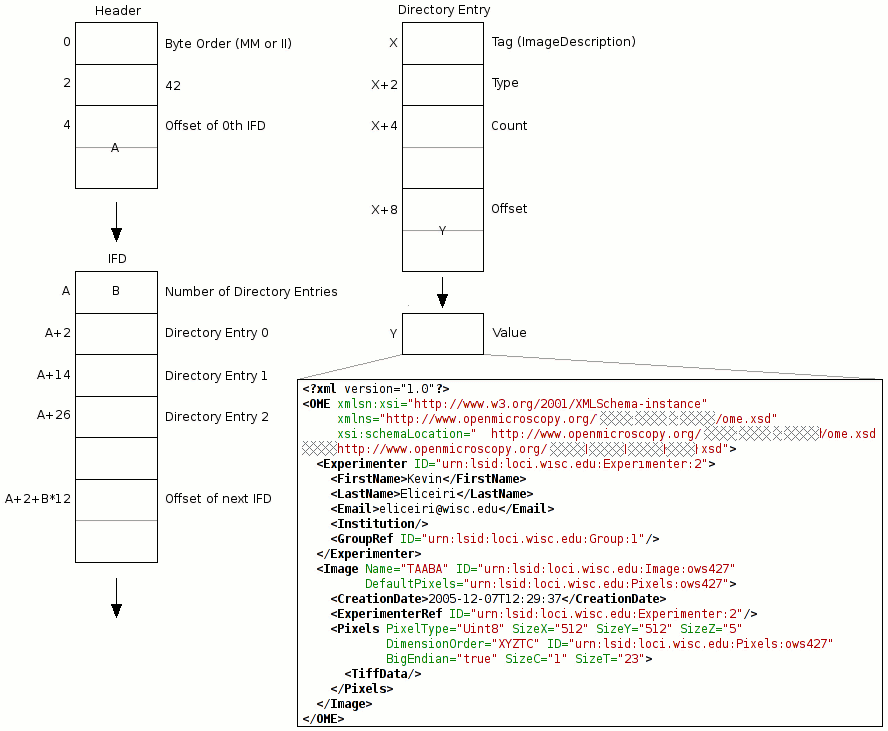 Header
0
Byte Order (MM or II)
2
42
4
Offset of 0th IFD
A
IFD
A
B
Number of Directory Entries
A+2
Directory Entry 0
A+14
Directory Entry 1
A+26
Directory Entry 2
A+2+B*12
Offset of next IFD
Directory Entry
X
Tag (ImageDescription)
X+2
Type
X+4
Count
X+8
Offset
Y
Y
Value
<?xml version="1.0"?>
<OME xmlsn:xsi="http://www.w3.org/2001/XMLSchema-instance"
xmlns="http://www.openmicroscopy.org/ /ome.xsd"
xsi:schemaLocation=" http://www.openmicroscopy.org/ /ome.xsd
http://www.openmicroscopy.org/ xsd">
<Experimenter ID="urn:lsid:loci.wisc.edu:Experimenter:2">
<FirstName>Kevin</FirstName>
<LastName>Eliceiri</LastName>
<Email>eliceiri@wisc.edu</Email>
<Institution/>
<GroupRef ID="urn:lsid:loci.wisc.edu:Group:1"/>
</Experimenter>
<Image Name="TAABA" ID="urn:lsid:loci.wisc.edu:Image:ows427"
DefaultPixels="urn:lsid:loci.wisc.edu:Pixels:ows427">
<CreationDate>2005-12-07T12:29:37</CreationDate>
<ExperimenterRef ID="urn:lsid:loci.wisc.edu:Experimenter:2"/>
<Pixels PixelType="Uint8" SizeX="512" SizeY="512" SizeZ="5"
DimensionOrder="XYZTC" ID="urn:lsid:loci.wisc.edu:Pixels:ows427"
BigEndian="true" SizeC="1" SizeT="23">
<TiffData/>
</Pixels>
</Image>
</OME>